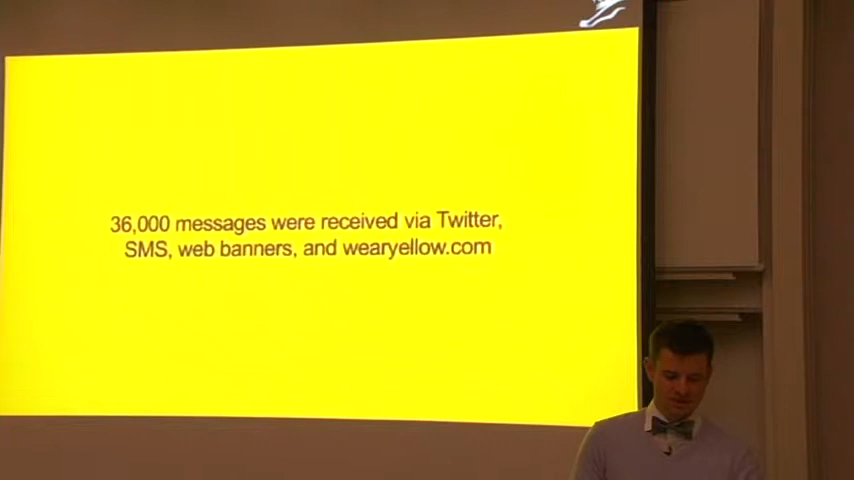 36,000 messages were received via Twitter,
SMS, web banners, and wearyellow.com